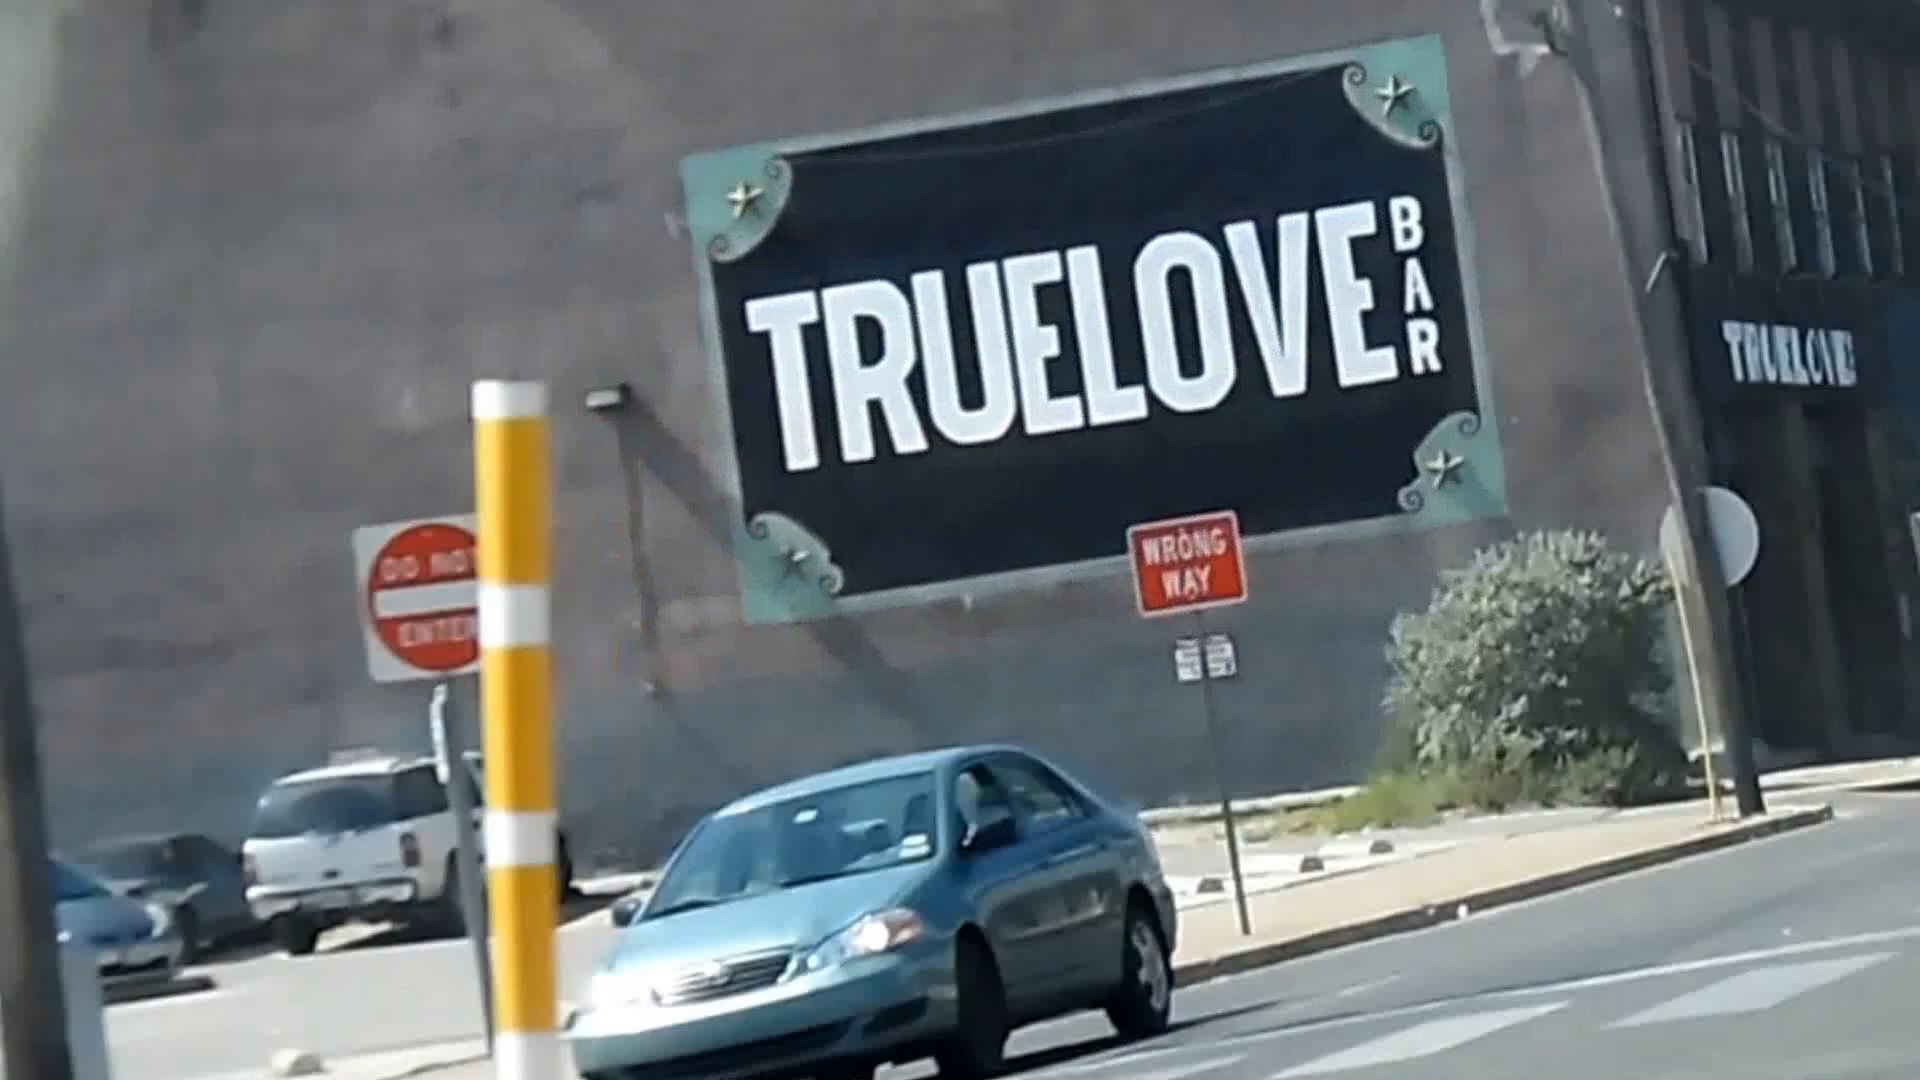 TRUELOVE
BAR
TRUELOVE
DO NOT
ENTER
WRONG
WAY